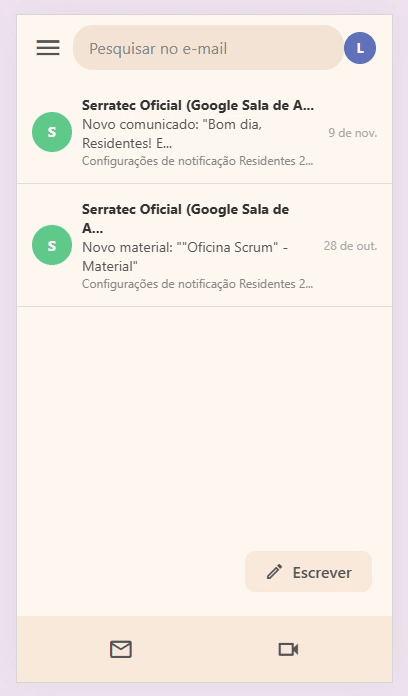 Pesquisar no e-mail
L
S
Serratec Oficial (Google Sala de A...
Novo comunicado: "Bom dia,
Residentes! E...
Configurações de notificação Residentes 2...
9 de nov.
S
Serratec Oficial (Google Sala de
A...
Novo material: ""Oficina Scrum" -
Material"
Configurações de notificação Residentes 2...
28 de out.
Escrever